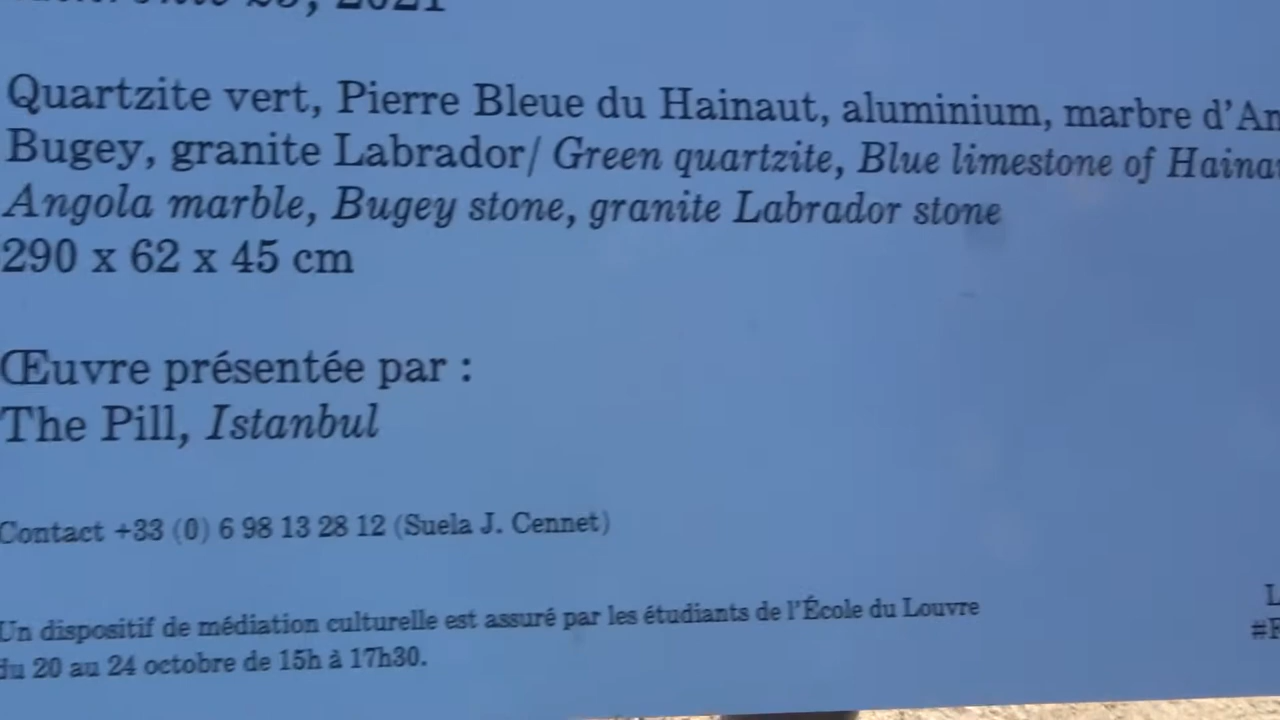 2021
Quartzite vert, Pierre Bleue du Hainaut, aluminium, marbre d'An
Bugey, granite Labrador/ Green quartzite, Blue limestone of Haina
Angola marble, Bugey stone, granite Labrador stone
290 x 62 x 45 cm
Œuvre présentée par :
The Pill, Istanbul
Contact +33 (0) 6 98 13 28 12 (Suela J. Cennet)
Un dispositif de médiation culturelle est assuré par les étudiants de l'École du Louvre
du 20 au 24 octobre de 15h à 17h30.
L
#F